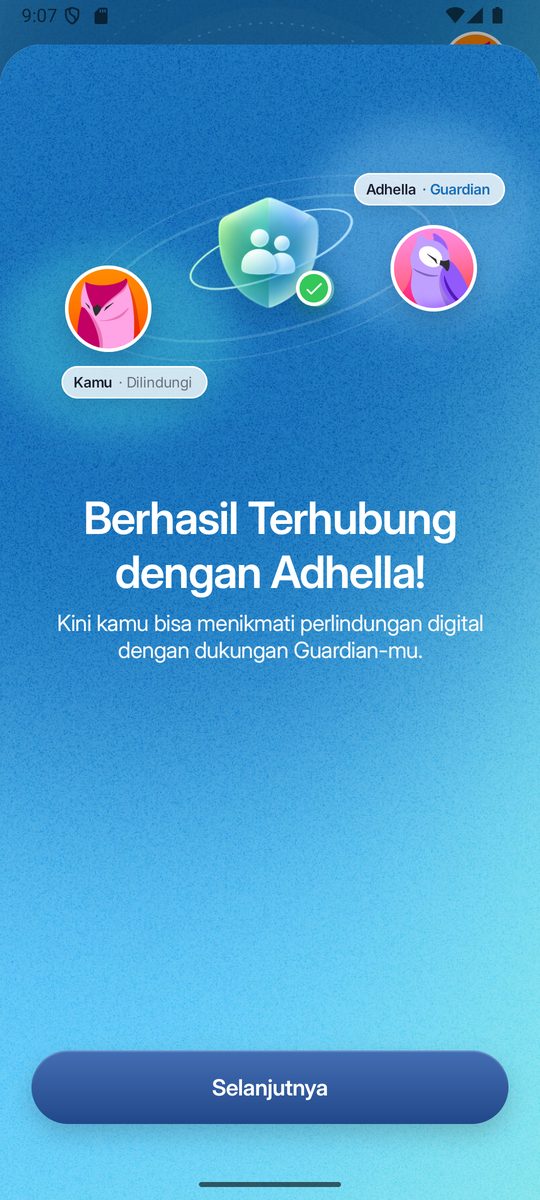 9:07
Adhella · Guardian
Kamu · Dilindungi
Berhasil Terhubung
dengan Adhella!
Kini kamu bisa menikmati perlindungan digital
dengan dukungan Guardian-mu.
Selanjutnya